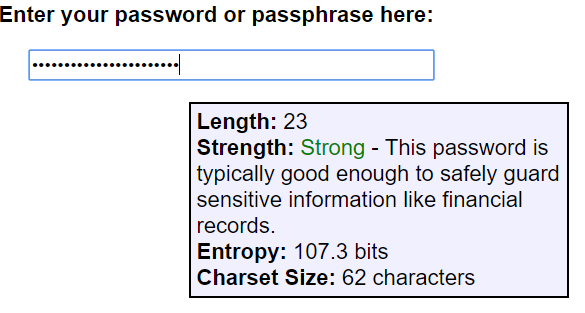 Enter your password or passphrase here:
•••••••••••••••••••••••
Length: 23
Strength: Strong - This password is
typically good enough to safely guard
sensitive information like financial
records.
Entropy: 107.3 bits
Charset Size: 62 characters